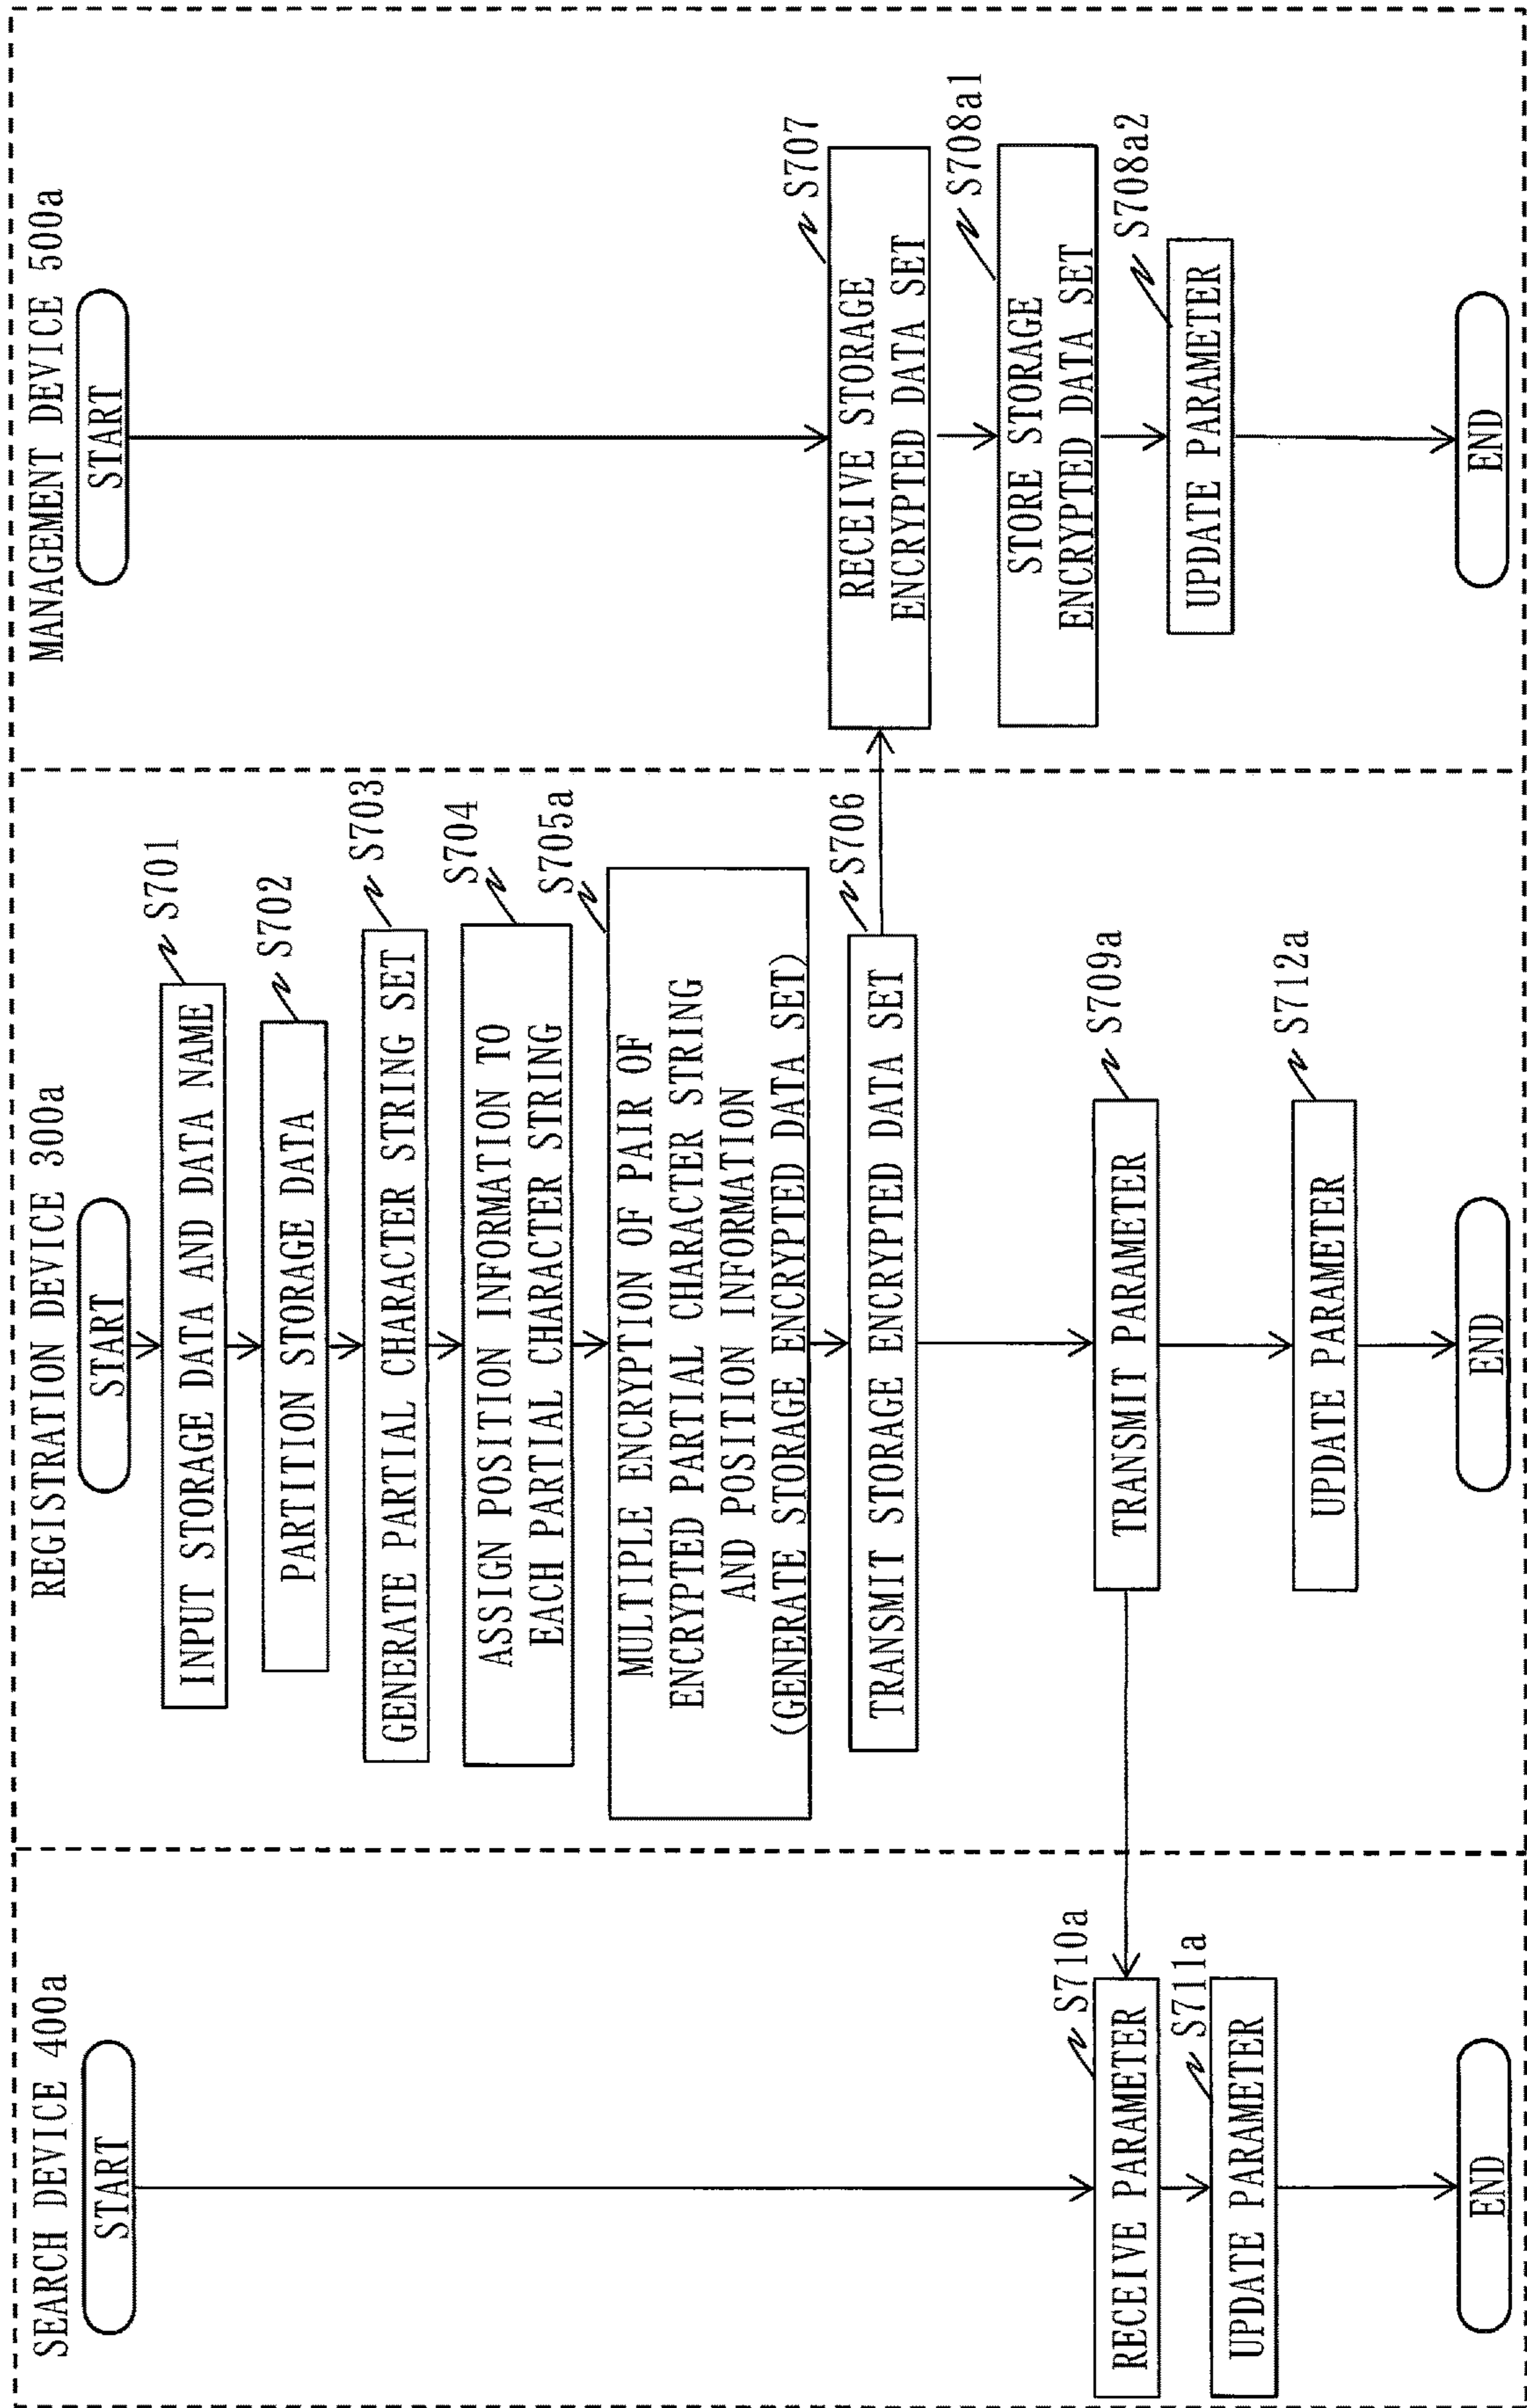 SEARCH DEVICE 400a
START
S710a
RECEIVE PARAMETER
S711a
UPDATE PARAMETER
END
REGISTRATION DEVICE 300a
START
S701
INPUT STORAGE DATA AND DATA NAME
S702
PARTITION STORAGE DATA
S703
GENERATE PARTIAL CHARACTER STRING SET
S704
ASSIGN POSITION INFORMATION TO
EACH PARTIAL CHARACTER STRING
S705a
MULTIPLE ENCRYPTION OF PAIR OF
ENCRYPTED PARTIAL CHARACTER STRING
AND POSITION INFORMATION
(GENERATE STORAGE ENCRYPTED DATA SET)
S706
TRANSMIT STORAGE ENCRYPTED DATA SET
S709a
TRANSMIT PARAMETER
S712a
UPDATE PARAMETER
END
MANAGEMENT DEVICE 500a
START
S707
RECEIVE STORAGE
ENCRYPTED DATA SET
S708a1
STORE STORAGE
ENCRYPTED DATA SET
S708a2
UPDATE PARAMETER
END